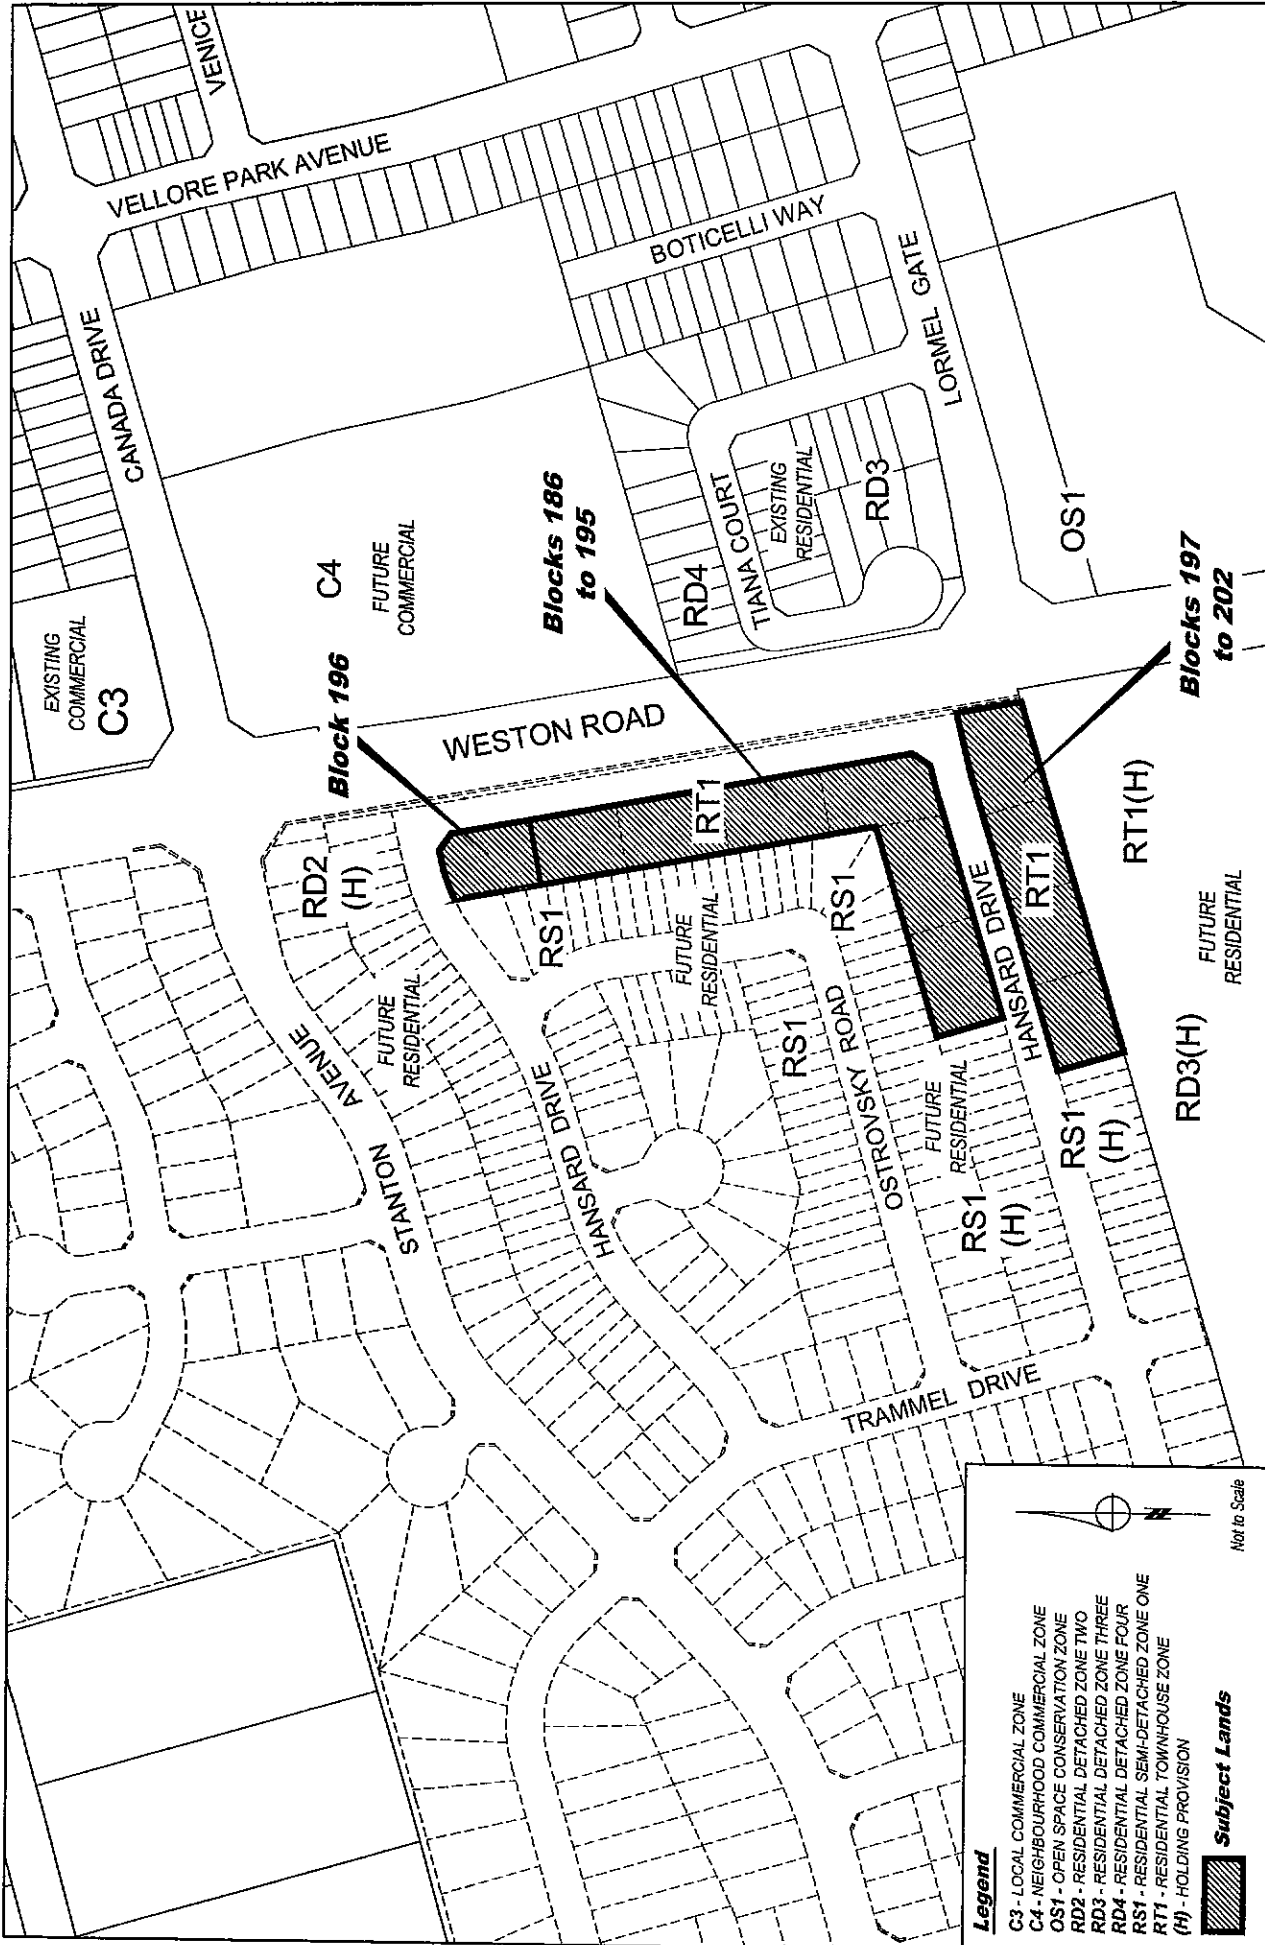 VENICE
VELLORE PARK AVENUE
CANADA DRIVE
BOTICELLI WAY
LORMEL GATE
EXISTING
COMMERCIAL
C3
C4
FUTURE
COMMERCIAL
Block 196
Blocks 186
to 195
WESTON ROAD
RD4
TIANA COURT
EXISTING
RESIDENTIAL
RD3
OS1
Blocks 197
to 202
RD2
(H)
RT1
RS1
FUTURE
RESIDENTIAL
RS1
HANSARD DRIVE
RT1
RT1(H)
FUTURE
RESIDENTIAL
STANTON
AVENUE
FUTURE
RESIDENTIAL
HANSARD DRIVE
RS1
OSTROVSKY ROAD
FUTURE
RESIDENTIAL
RS1
(H)
RS1
(H)
RD3(H)
TRAMMEL DRIVE
Legend
C3 - LOCAL COMMERCIAL ZONE
C4 - NEIGHBOURHOOD COMMERCIAL ZONE
OS1 - OPEN SPACE CONSERVATION ZONE
RD2 - RESIDENTIAL DETACHED ZONE TWO
RD3 - RESIDENTIAL DETACHED ZONE THREE
RD4 - RESIDENTIAL DETACHED ZONE FOUR
RS1 - RESIDENTIAL SEMI-DETACHED ZONE ONE
RT1 - RESIDENTIAL TOWNHOUSE ZONE
(H) - HOLDING PROVISION
Subject Lands
N
Not to Scale